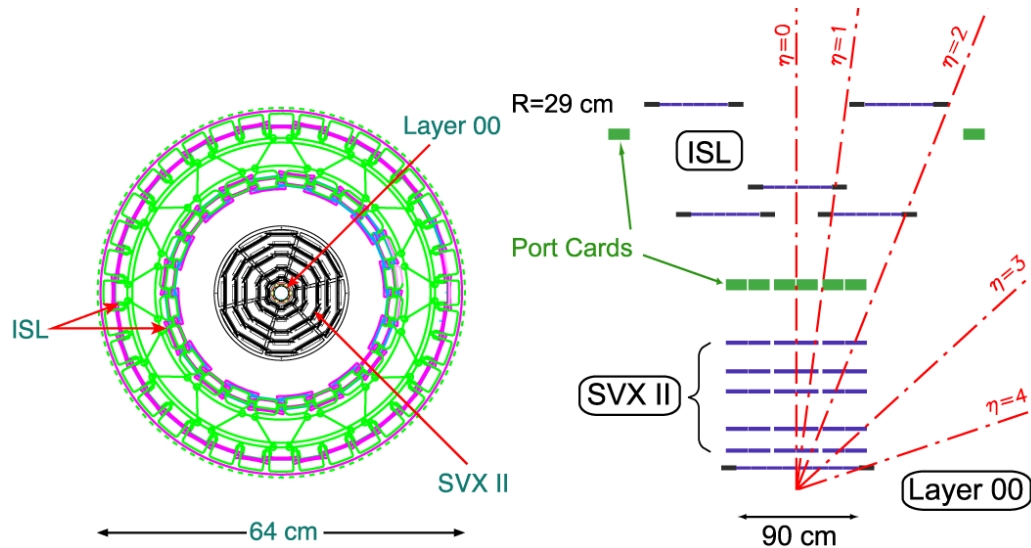 Layer 00
ISL
SVX II
64 cm
R=29 cm
η=0
η=1
η=2
ISL
Port Cards
η=3
SVX II
η=4
Layer 00
90 cm